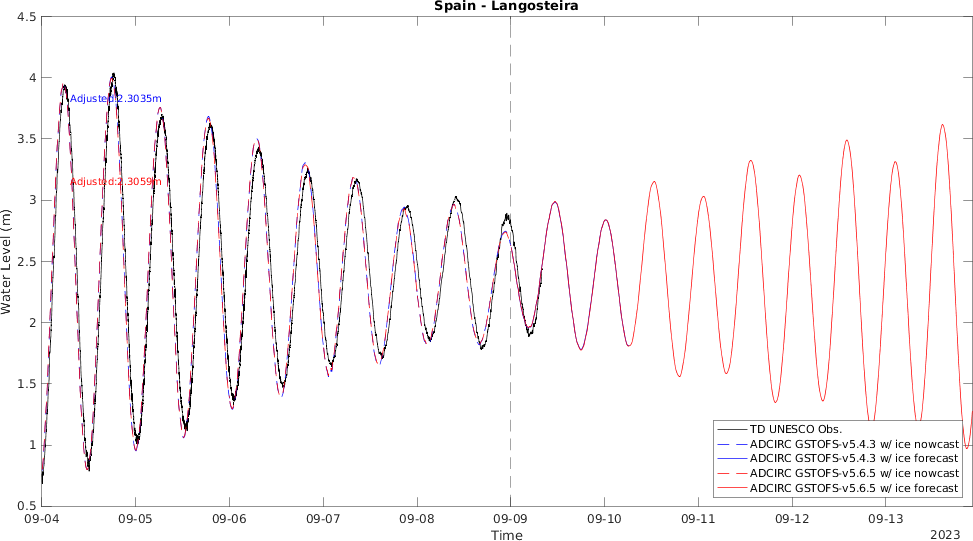 Spain - Langosteira
4.5
4
3.5
3
2.5
2
1.5
1
0.5
Water Level (m)
Adjusted:2.3035m
Adjusted:2.3059m
TD UNESCO Obs.
ADCIRC GSTOFS-v5.4.3 w/ ice nowcast
ADCIRC GSTOFS-v5.4.3 w/ ice forecast
ADCIRC GSTOFS-v5.6.5 w/ ice nowcast
ADCIRC GSTOFS-v5.6.5 w/ ice forecast
09-04 09-05 09-06 09-07 09-08 09-09 09-10 09-11 09-12 09-13
Time
2023